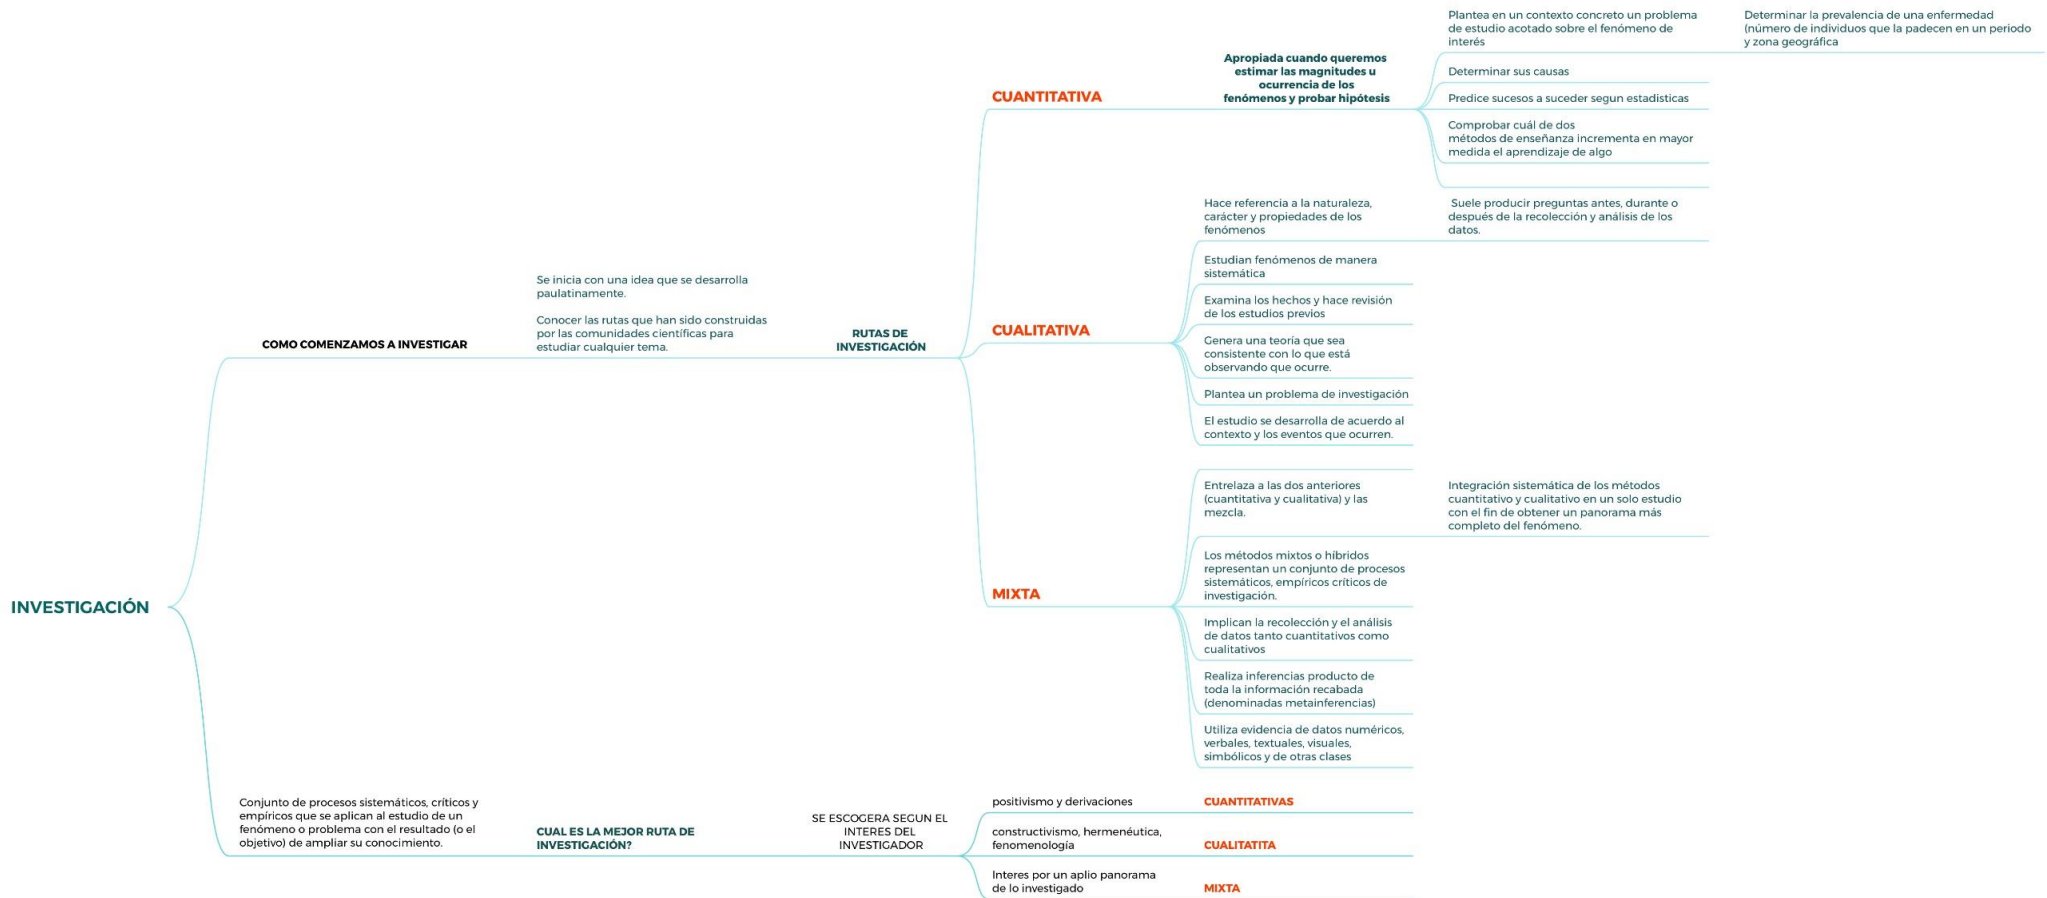 INVESTIGACIÓN
COMO COMENZAMOS A INVESTIGAR
Se inicia con una idea que se desarrolla
paulatinamente.
Conocer las rutas que han sido construidas
por las comunidades científicas para
estudiar cualquier tema.
RUTAS DE
INVESTIGACIÓN
CUANTITATIVA
Apropiada cuando queremos
estimar las magnitudes u
ocurrencia de los
fenómenos y probar hipótesis
Plantea en un contexto concreto un problema
de estudio acotado sobre el fenómeno de
interés
Determinar la prevalencia de una enfermedad
(número de individuos que la padecen en un periodo
y zona geográfica
Determinar sus causas
Predice sucesos a suceder segun estadisticas
Comprobar cuál de dos
métodos de enseñanza incrementa en mayor
medida el aprendizaje de algo
CUALITATIVA
Hace referencia a la naturaleza,
carácter y propiedades de los
fenómenos
Suele producir preguntas antes, durante o
después de la recolección y análisis de los
datos.
Estudian fenómenos de manera
sistemática
Examina los hechos y hace revisión
de los estudios previos
Genera una teoría que sea
consistente con lo que está
observando que ocurre.
Plantea un problema de investigación
El estudio se desarrolla de acuerdo al
contexto y los eventos que ocurren.
MIXTA
Entrelaza a las dos anteriores
(cuantitativa y cualitativa) y las
mezcla.
Integración sistemática de los métodos
cuantitativo y cualitativo en un solo estudio
con el fin de obtener un panorama más
completo del fenómeno.
Los métodos mixtos o híbridos
representan un conjunto de procesos
sistemáticos, empíricos críticos de
investigación.
Implican la recolección y el análisis
de datos tanto cuantitativos como
cualitativos
Realiza inferencias producto de
toda la información recabada
(denominadas metainferencias)
Utiliza evidencia de datos numéricos,
verbales, textuales, visuales,
simbólicos y de otras clases
Conjunto de procesos sistemáticos, críticos y
empíricos que se aplican al estudio de un
fenómeno o problema con el resultado (o el
objetivo) de ampliar su conocimiento.
CUAL ES LA MEJOR RUTA DE
INVESTIGACIÓN?
SE ESCOGERA SEGUN EL
INTERES DEL
INVESTIGADOR
positivismo y derivaciones
CUANTITATIVAS
constructivismo, hermenéutica,
fenomenología
CUALITATITA
Interes por un aplio panorama
de lo investigado
MIXTA